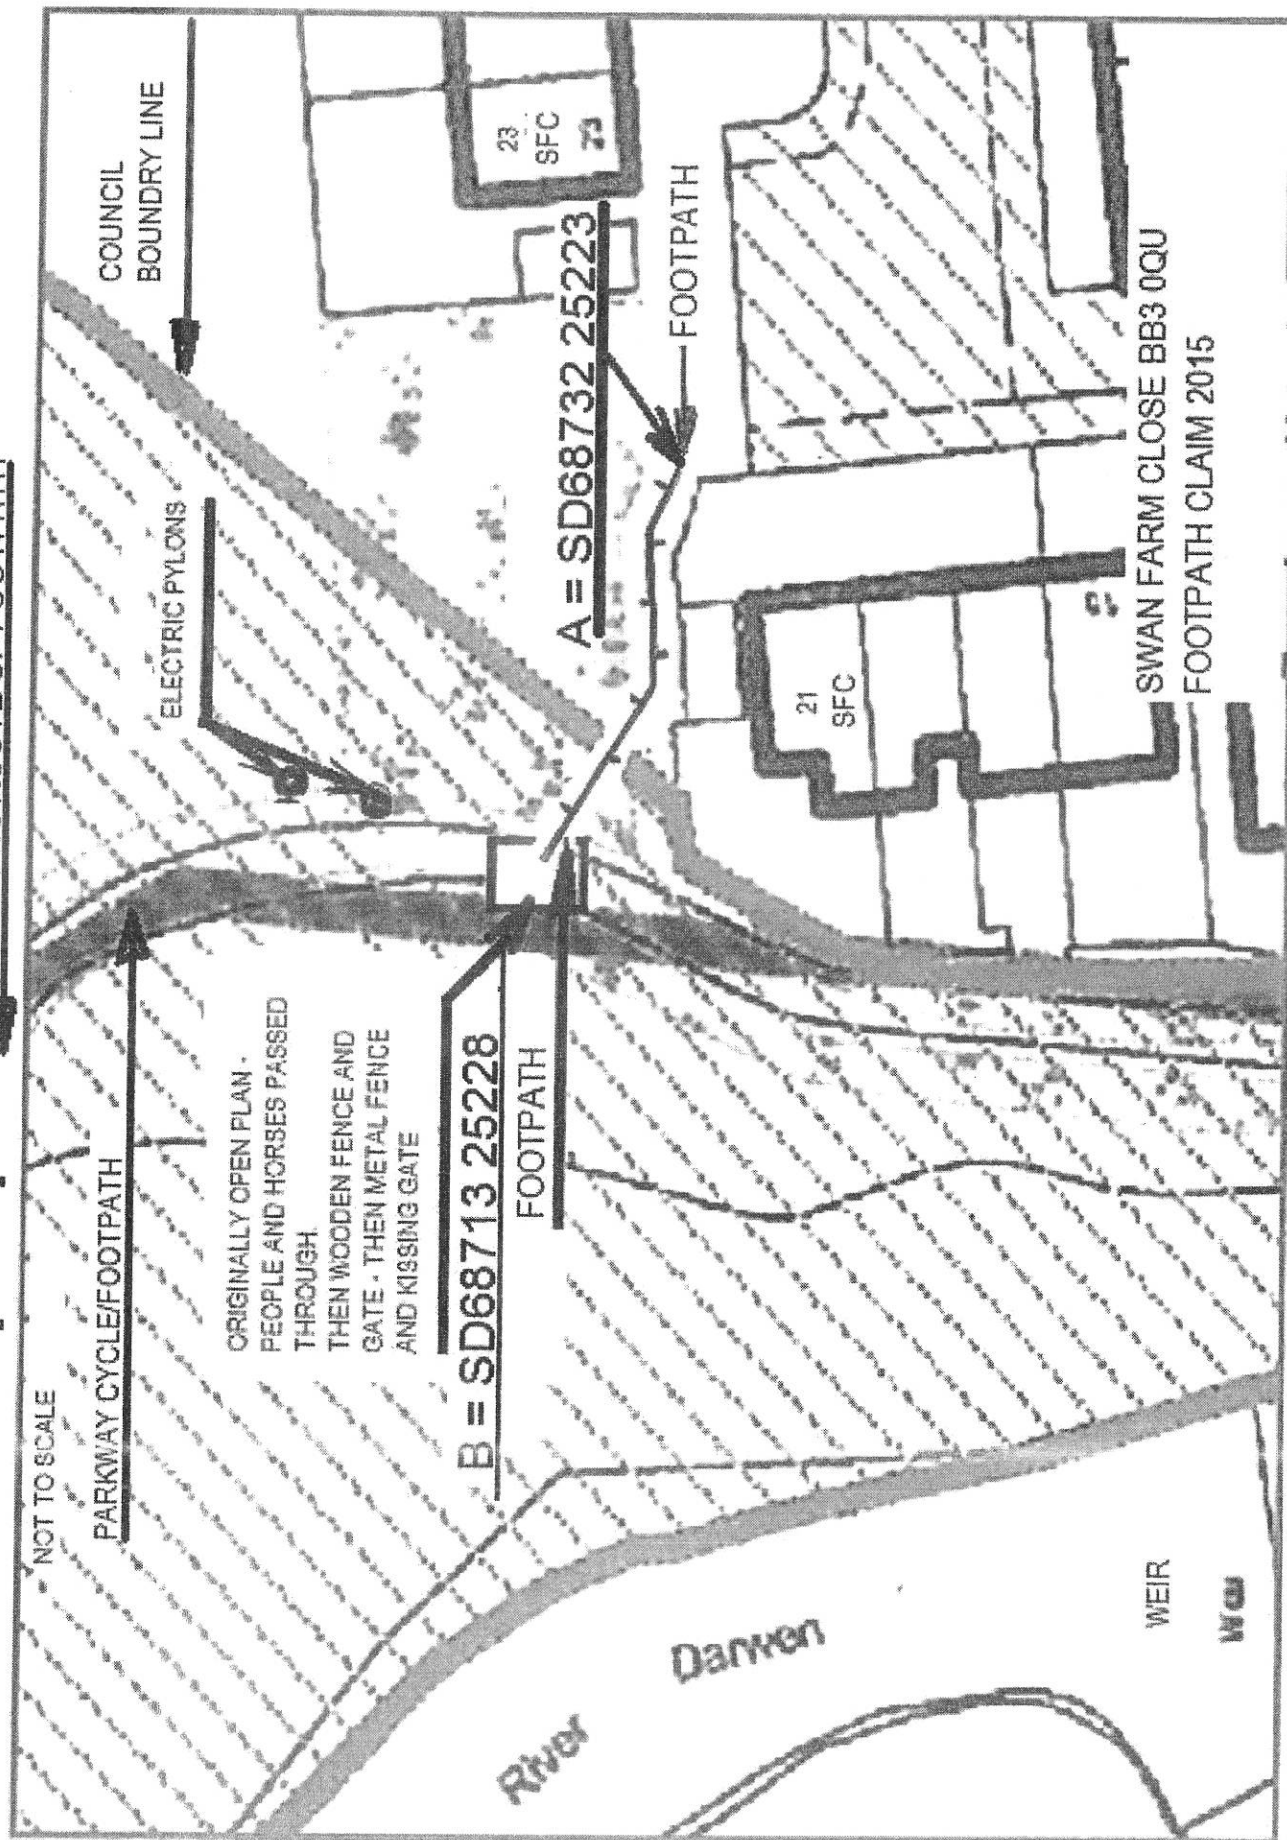 NOT TO SCALE
PARKWAY CYCLE/FOOTPATH
ELECTRIC PYLONS
COUNCIL
BOUNDRY LINE
ORIGINALLY OPEN PLAN -
PEOPLE AND HORSES PASSED
THROUGH.
THEN WOODEN FENCE AND
GATE - THEN METAL FENCE
AND KISSING GATE
B = SD68713 25228
FOOTPATH
23
SFC
23
A = SD68732 25223
FOOTPATH
River
Darwen
WEIR
21
SFC
SWAN FARM CLOSE BB3 0QU
FOOTPATH CLAIM 2015